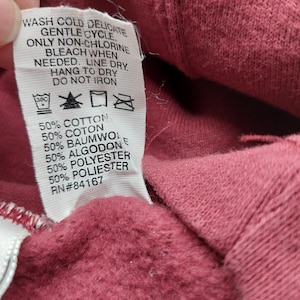 WASH COLD DELICATE
GENTLE CYCLE.
ONLY NON-CHLORINE
BLEACH WHEN
NEEDED. LINE DRY.
HANG TO DRY
DO NOT IRON
50% COTTON
50% COTON
50% BAUMWOLE
50% ALGODON
50% POLYESTER
50% POLIESTER
RN#84167